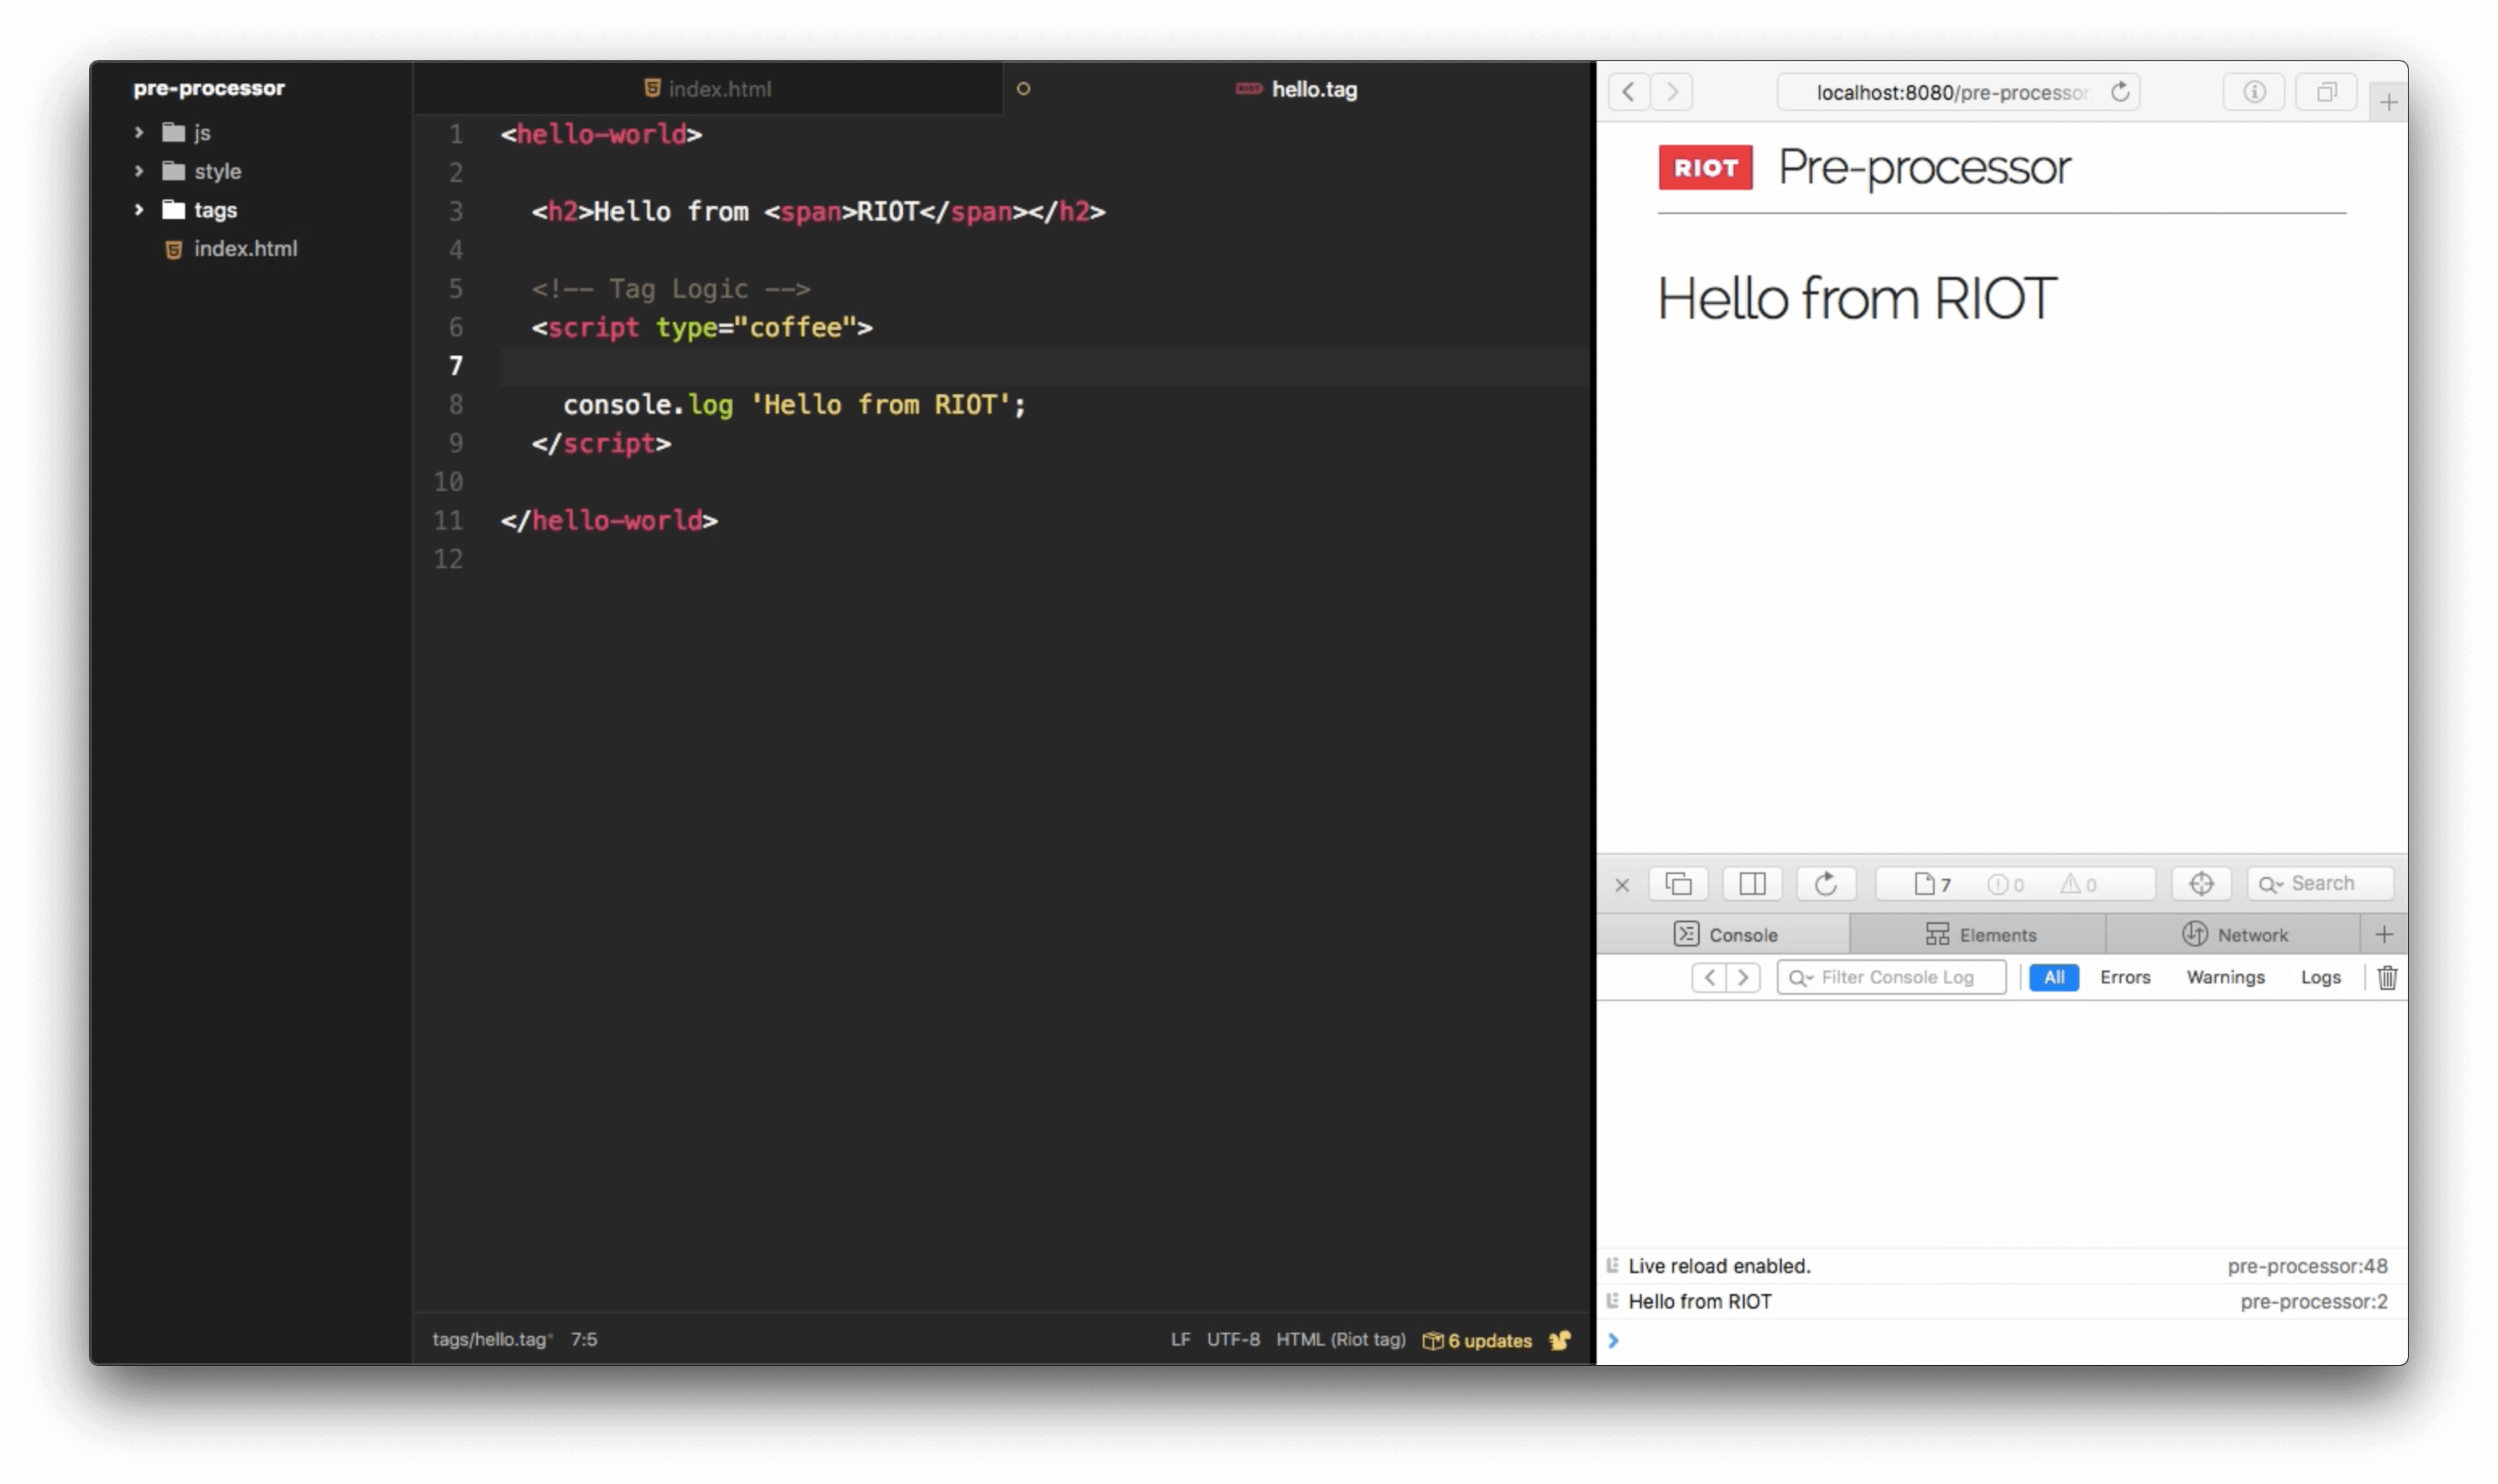 pre-processor
js
style
tags
index.html
index.html
hello.tag
1 <hello-world>
2
3 <h2>Hello from <span>RIOT</span></h2>
4
5 <!-- Tag Logic -->
6 <script type="coffee">
7
8 console.log 'Hello from RIOT';
9 </script>
10
11 </hello-world>
12
tags/hello.tag* 7:5 LF UTF-8 HTML (Riot tag) 6 updates
localhost:8080/pre-processor
RIOT Pre-processor
Hello from RIOT
7 0 0 Search
Console Elements Network
Filter Console Log All Errors Warnings Logs
Live reload enabled. pre-processor:48
Hello from RIOT pre-processor:2